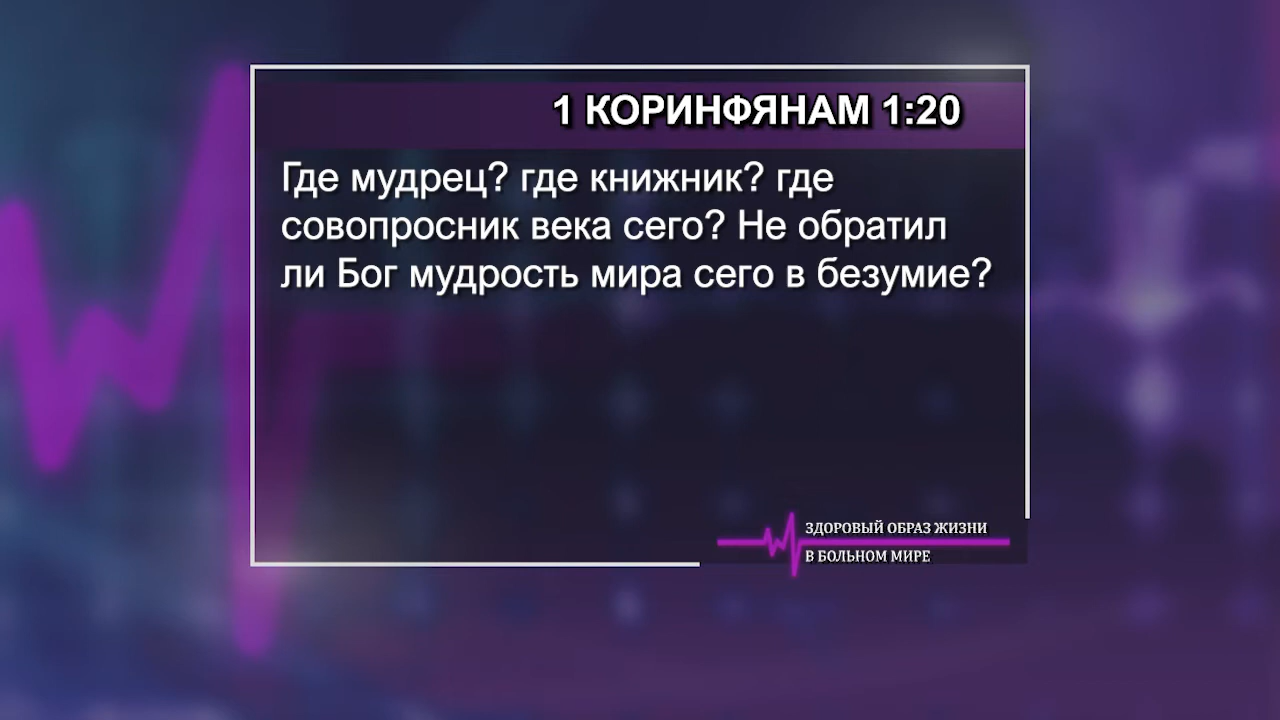 1 КОРИНФЯНАМ 1:20
Где мудрец? где книжник? где
совопросник века сего? Не обратил
ли Бог мудрость мира сего в безумие?
ЗДОРОВЫЙ ОБРАЗ ЖИЗНИ
В БОЛЬНОМ МИРЕ